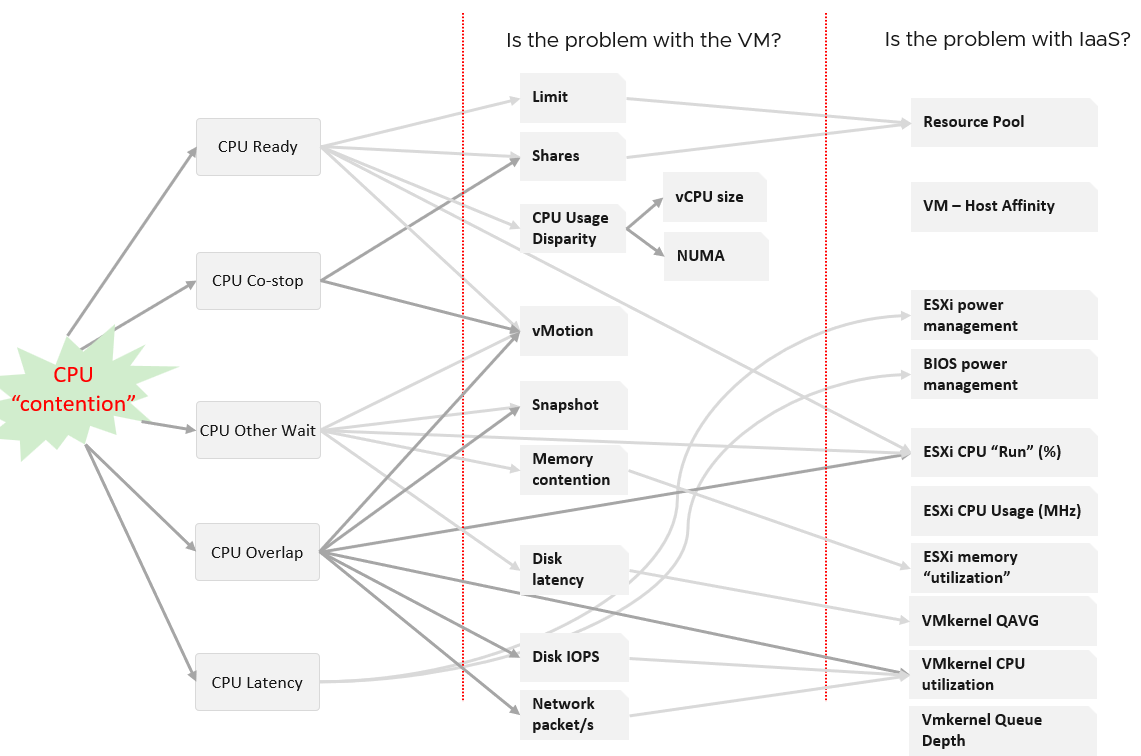 Is the problem with the VM?
Is the problem with IaaS?
CPU
“contention”
CPU Ready
CPU Co-stop
CPU Other Wait
CPU Overlap
CPU Latency
Limit
Shares
CPU Usage
Disparity
vCPU size
NUMA
vMotion
Snapshot
Memory
contention
Disk
latency
Disk IOPS
Network
packet/s
Resource Pool
VM – Host Affinity
ESXi power
management
BIOS power
management
ESXi CPU “Run” (%)
ESXi CPU Usage (MHz)
ESXi memory
“utilization”
VMkernel QAVG
VMkernel CPU
utilization
Vmkernel Queue
Depth